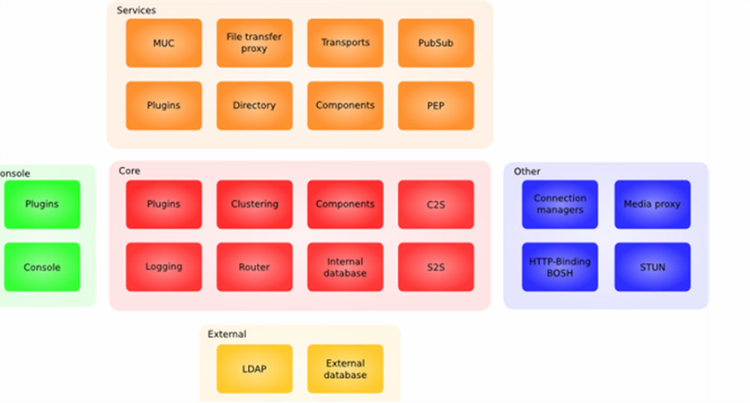 Services
MUC
File transfer
proxy
Transports
PubSub
Plugins
Directory
Components
PEP
onsole
Plugins
Console
Core
Plugins
Clustering
Components
C2S
Logging
Router
Internal
database
S2S
Other
Connection
managers
Media proxy
HTTP-Binding
BOSH
STUN
External
LDAP
External
database